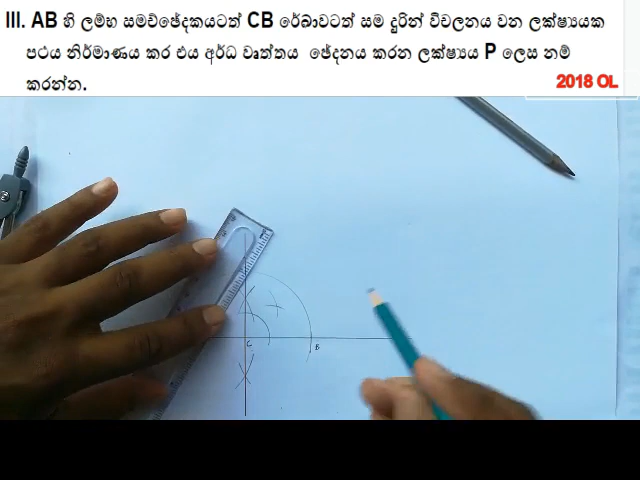 III. AB හි ලම්භ සමච්ඡේදකයටත් CB රේඛාවටත් සම දුරින් විචලනය වන ලක්ෂ්‍යයක
පථය නිර්මාණය කර එය අර්ධ වෘත්තය ඡේදනය කරන ලක්ෂ්‍යය P ලෙස නම්
කරන්න.
2018 OL
C
B